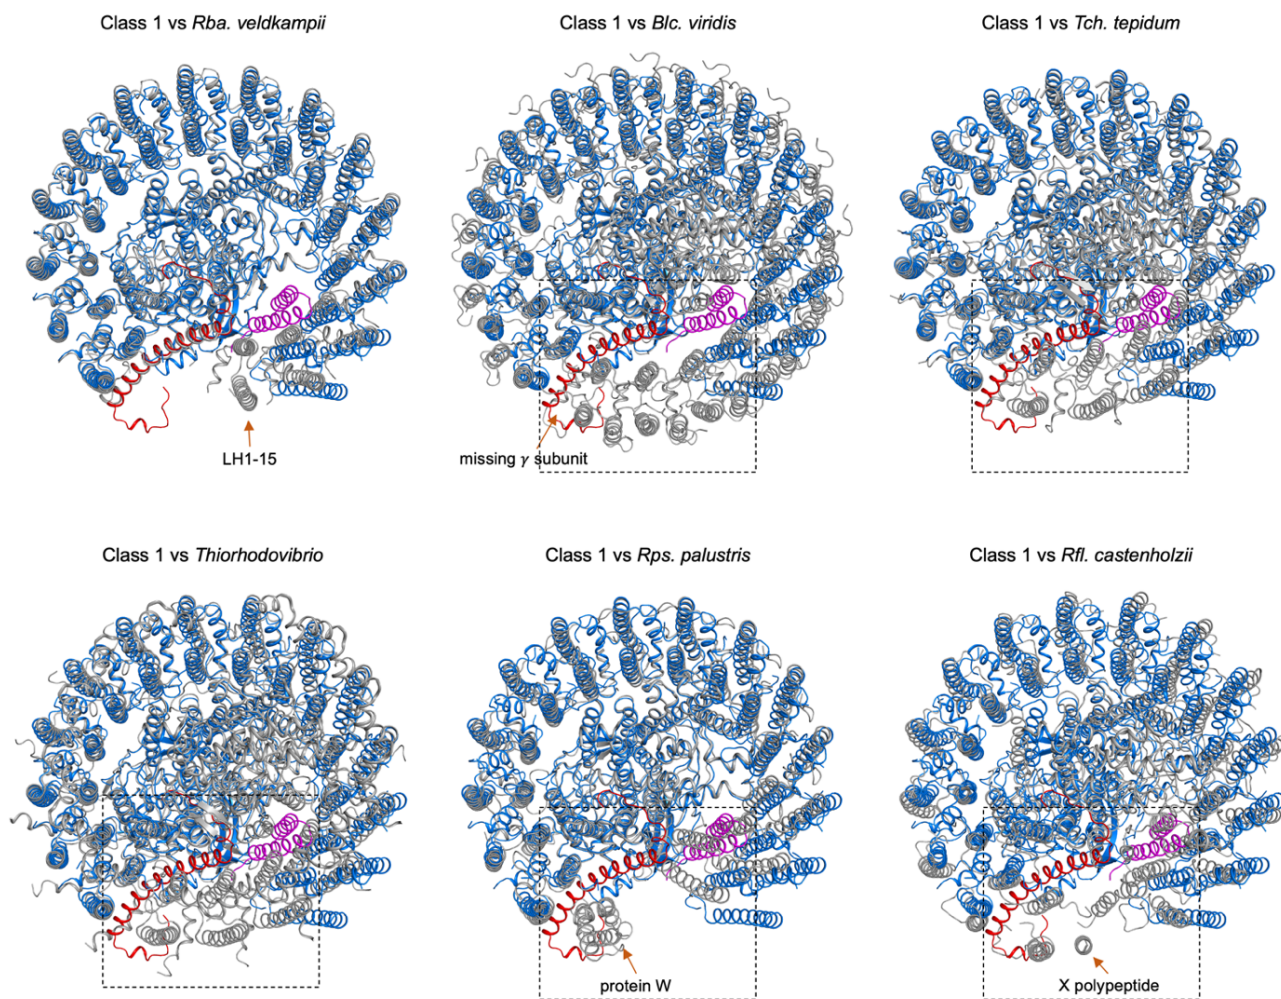 Class 1 vs Rba. veldkampii
Class 1 vs Blc. viridis
Class 1 vs Tch. tepidum
LH1-15
missing γ subunit
Class 1 vs Thiorhodovibrio
Class 1 vs Rps. palustris
Class 1 vs Rfl. castenholzii
protein W
X polypeptide